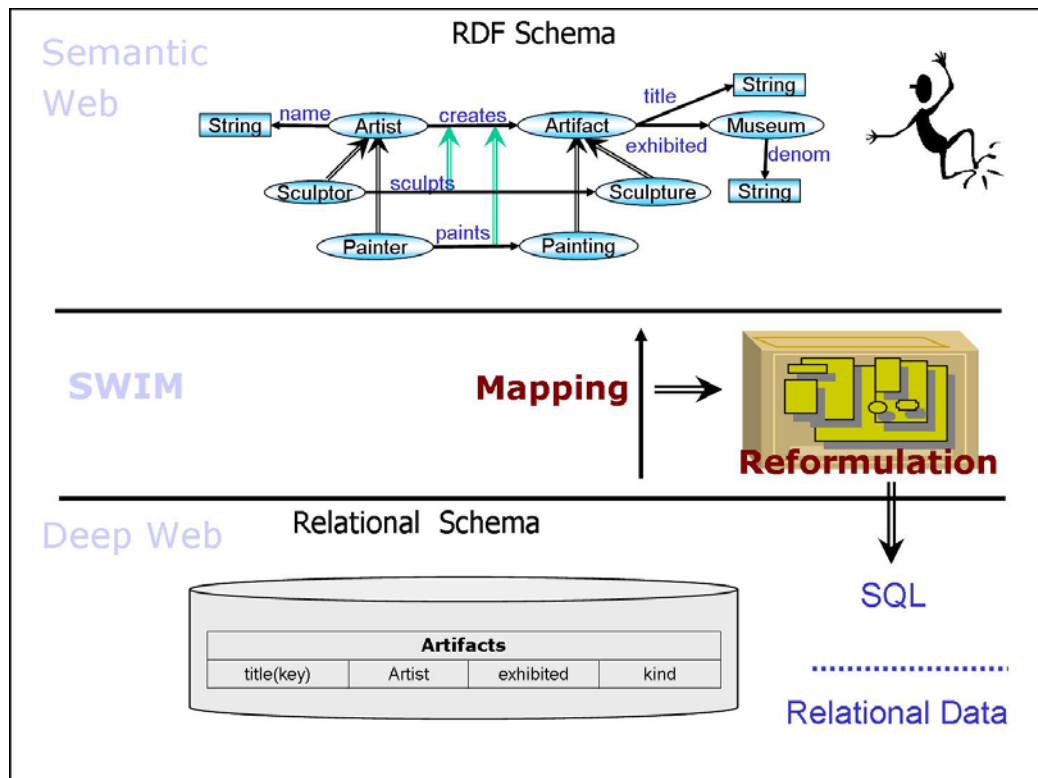 Semantic
Web
RDF Schema
String
name
Artist
creates
Artifact
title
String
exhibited
Museum
denom
String
Sculptor
sculpts
Sculpture
Painter
paints
Painting
SWIM
Mapping
Reformulation
Deep Web
Relational Schema
SQL
Artifacts
title(key) Artist exhibited kind
Relational Data